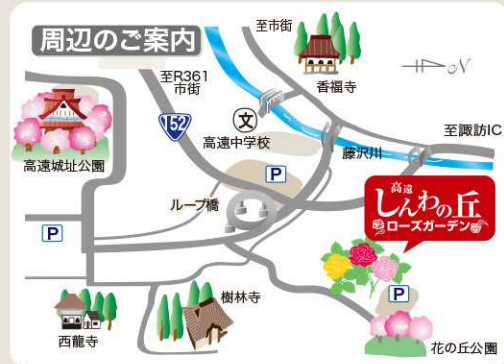 周辺のご案内
至市街
香福寺
N
至R361
市街
152
文
高遠中学校
藤沢川
至諏訪IC
高遠城址公園
P
ループ橋
高遠
しんわの丘
ローズガーデン
P
P
樹林寺
西龍寺
花の丘公園